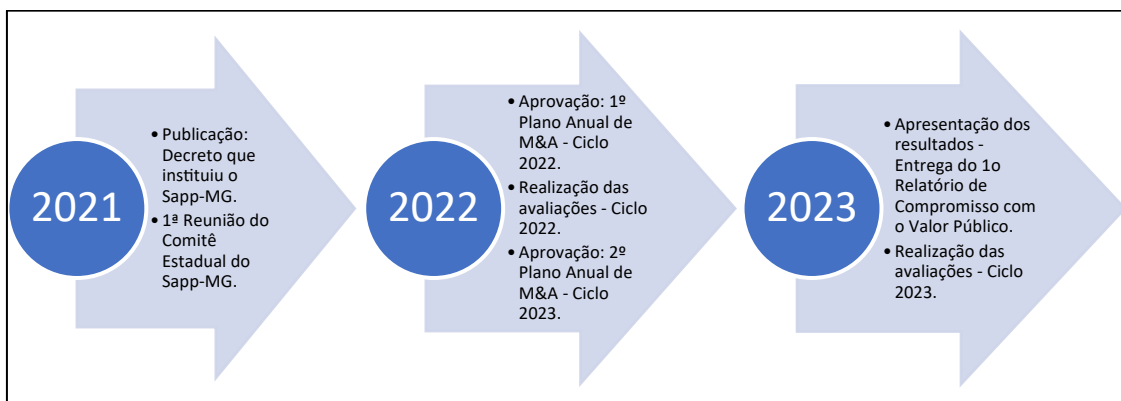 2021
• Publicação:
Decreto que
instituiu o
Sapp-MG.
• 1ª Reunião do
Comitê
Estadual do
Sapp-MG.
2022
• Aprovação: 1º
Plano Anual de
M&A - Ciclo
2022.
• Realização das
avaliações - Ciclo
2022.
• Aprovação: 2º
Plano Anual de
M&A - Ciclo
2023.
2023
• Apresentação dos
resultados -
Entrega do 1o
Relatório de
Compromisso com
o Valor Público.
• Realização das
avaliações - Ciclo
2023.